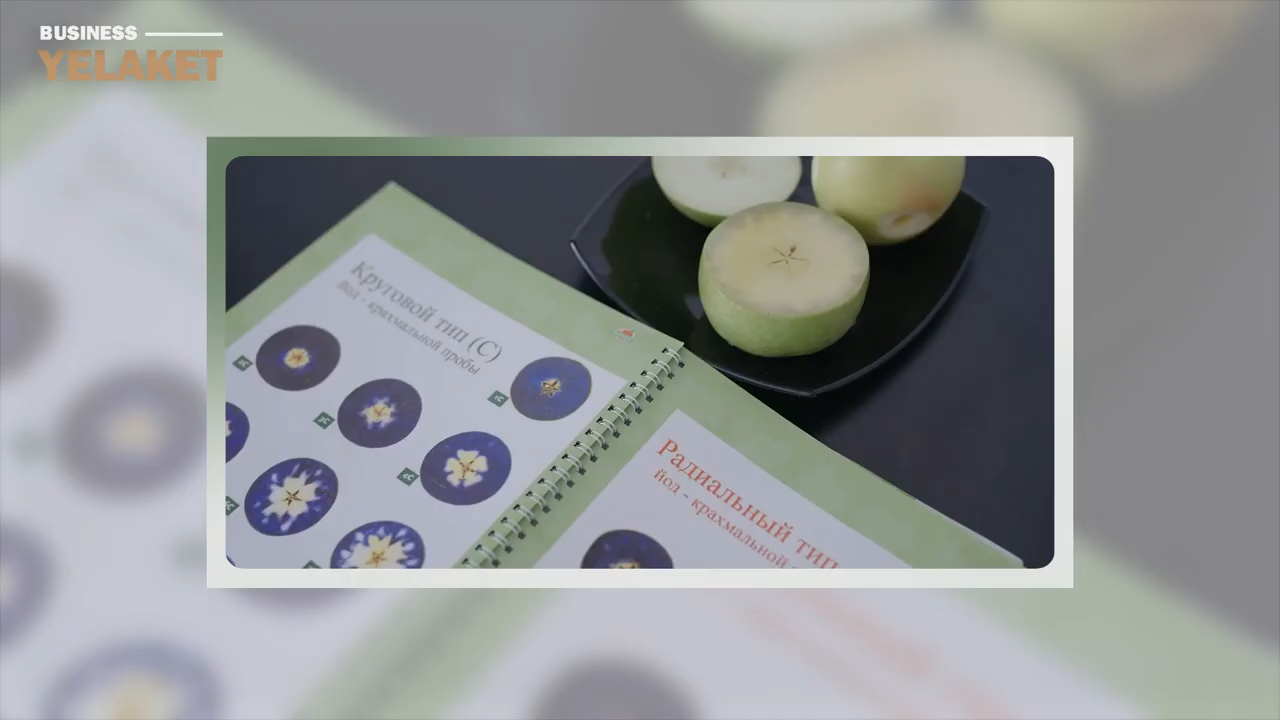 BUSINESS
YELAKET
Круговой тип (C)
йод - крахмальной пробы
Радиальный тип
йод - крахмальной